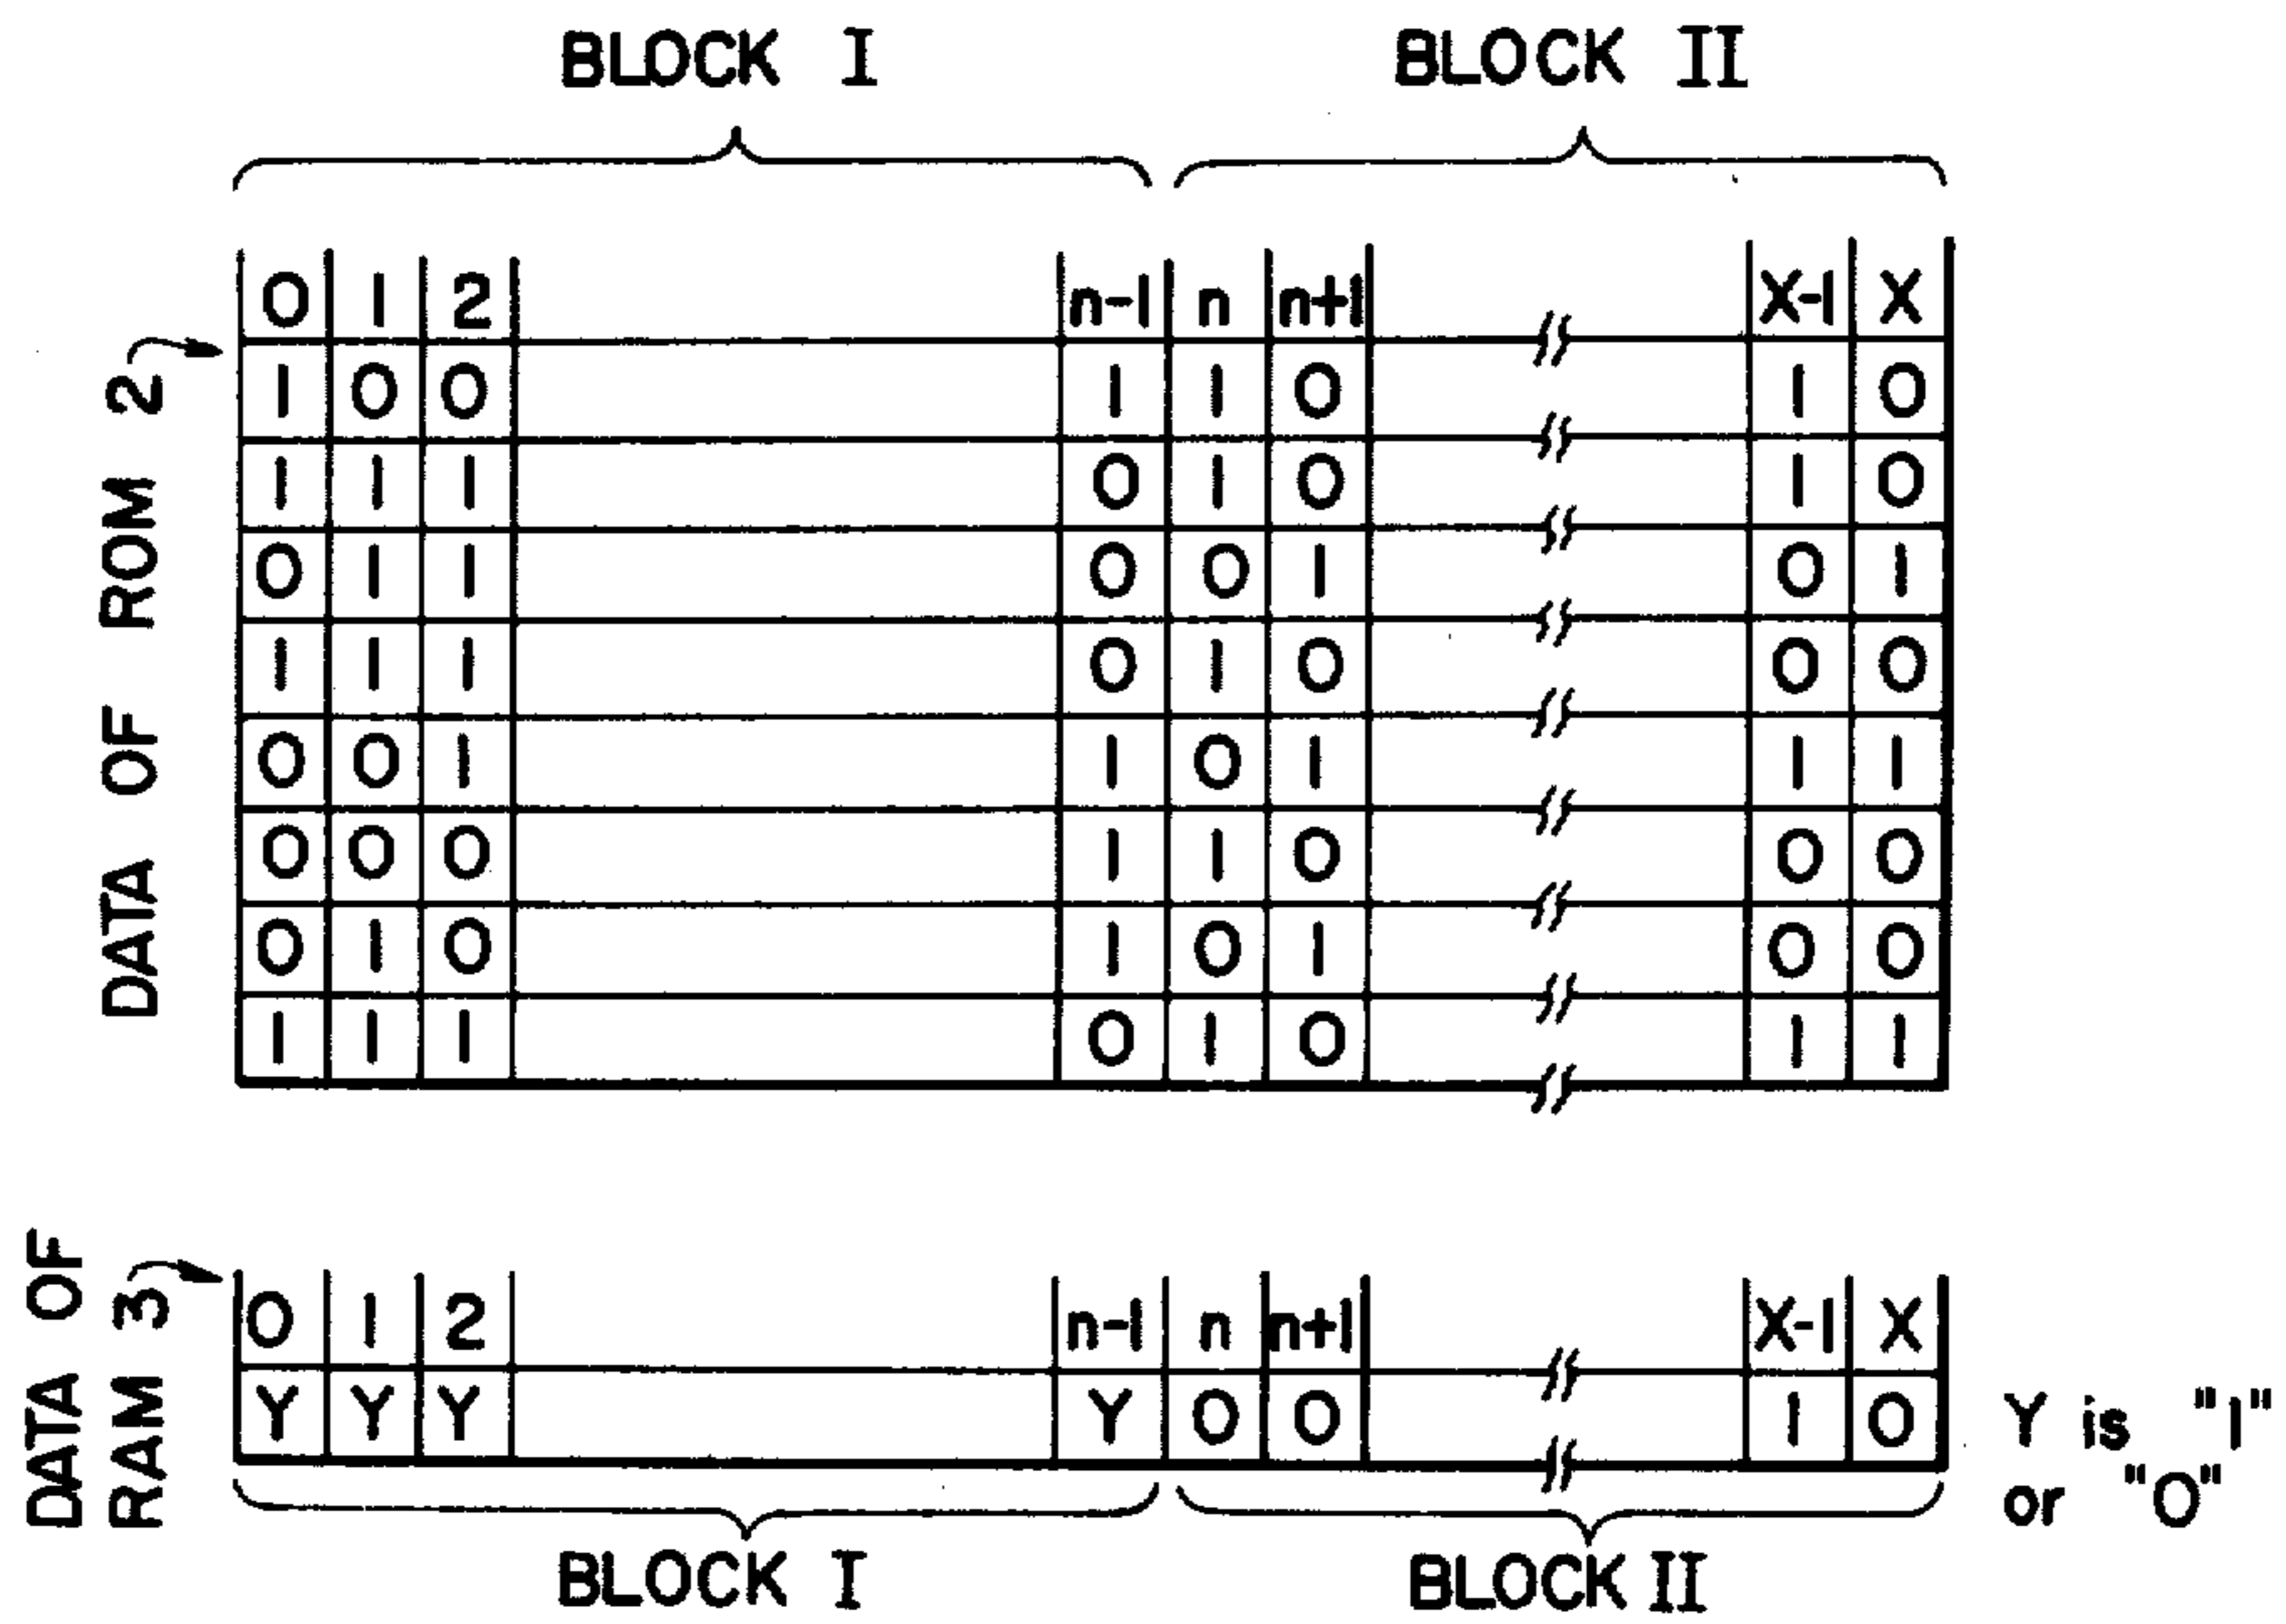 BLOCK I BLOCK II
DATA OF ROM 2
0 1 2 n-1 n n+1 X-1 X
1 0 0 1 1 0 1 0
1 1 1 0 1 0 1 0
0 1 1 0 0 1 0 1
1 1 1 0 1 0 0 0
0 0 1 1 0 1 1 1
0 0 0 1 1 0 0 0
0 1 0 1 0 1 0 0
1 1 1 0 1 0 1 1
DATA OF
RAM 3
0 1 2 n-1 n n+1 X-1 X
Y Y Y Y 0 0 1 0
Y is "1"
or "0"
BLOCK I BLOCK II